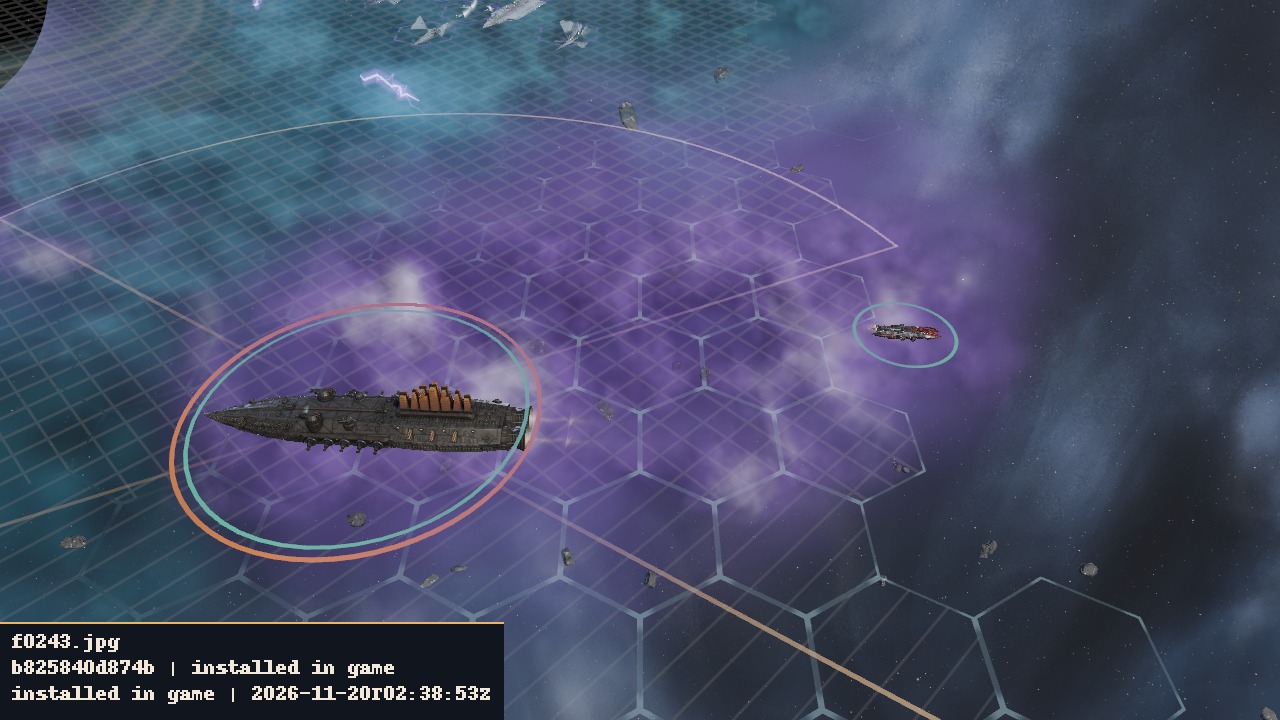 f0243.jpg
b825840d874b | installed in game
installed in game | 2026-11-20T02:38:53Z